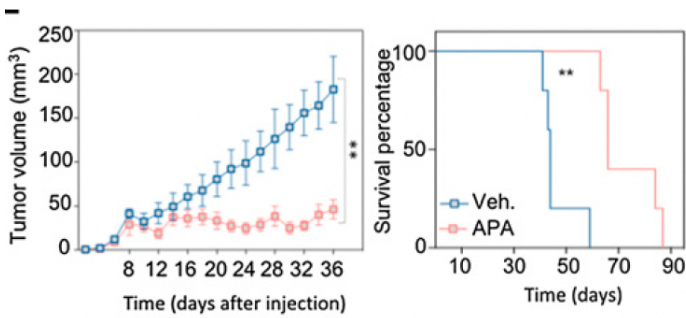 250
200
150
100
50
0
Tumor volume (mm³)
**
8 12 16 20 24 28 32 36
Time (days after injection)
100
50
0
Survival percentage
**
Veh.
APA
10 30 50 70 90
Time (days)